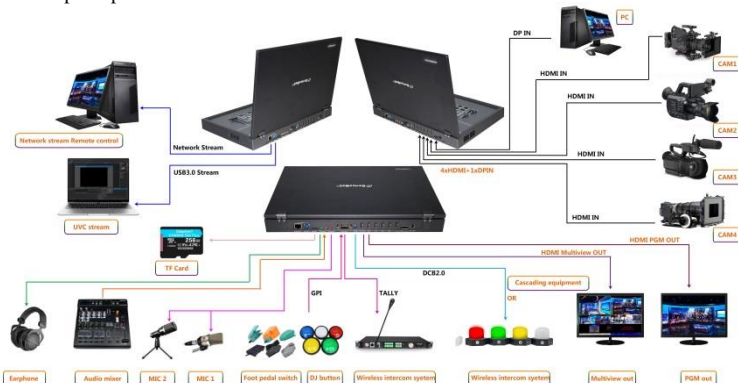 PC
DP IN
CAM1
HDMI IN
HDMI IN
CAM2
Network stream Remote control
Network Stream
HDMI IN
CAM3
USB3.0 Stream
4xHDMI+1xDPIN
UVC stream
HDMI IN
CAM4
256
TF Card
HDMI Multiview OUT
HDMI PGM OUT
DCB2.0
Cascading equipment
GPI
TALLY
OR
Earphone
Audio mixer
MIC 2
MIC 1
Foot pedal switch
DJ button
Wireless intercom system
Wireless intercom syetem
Multiview out
PGM out